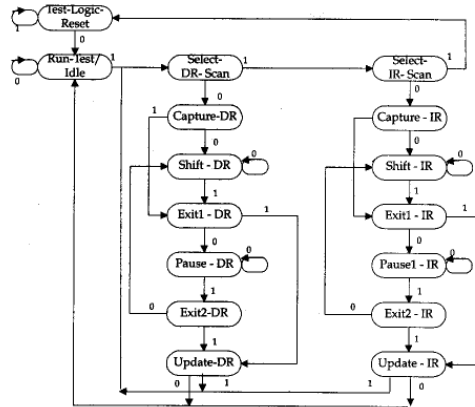 Test-Logic-
Reset
1
0
Run-Test/
Idle
0
1
Select-
DR- Scan
1
Select-
IR- Scan
1
0
0
Capture-DR
Capture - IR
1
0
1
0
Shift - DR
0
Shift - IR
0
1
1
Exit1 - DR
1
Exit1 - IR
1
0
0
Pause - DR
0
Pause1 - IR
0
1
1
0
Exit2-DR
0
Exit2 - IR
1
1
Update-DR
Update - IR
0
1
1
0